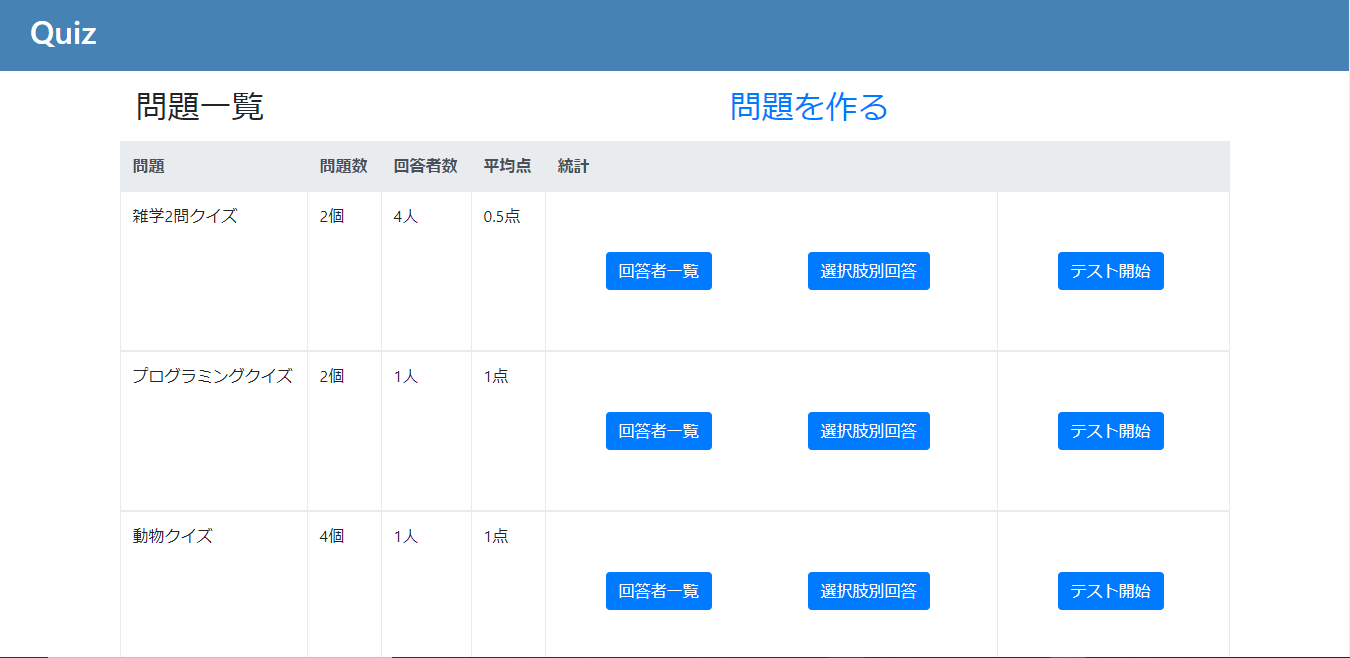 Quiz
問題一覧 問題を作る
問題 問題数 回答者数 平均点 統計
雑学2問クイズ 2個 4人 0.5点
回答者一覧 選択肢別回答 テスト開始
プログラミングクイズ 2個 1人 1点
回答者一覧 選択肢別回答 テスト開始
動物クイズ 4個 1人 1点
回答者一覧 選択肢別回答 テスト開始